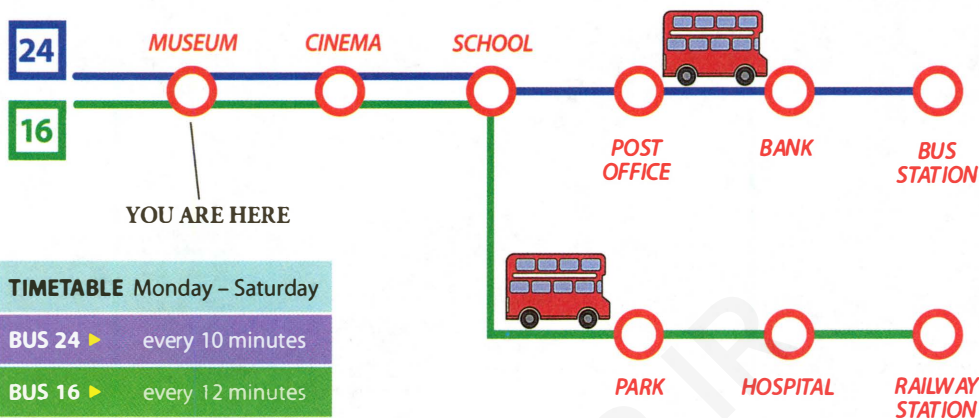 24
MUSEUM
CINEMA
SCHOOL
16
POST
OFFICE
BANK
BUS
STATION
YOU ARE HERE
TIMETABLE Monday – Saturday
BUS 24 ► every 10 minutes
BUS 16 ► every 12 minutes
PARK
HOSPITAL
RAILWAY
STATION